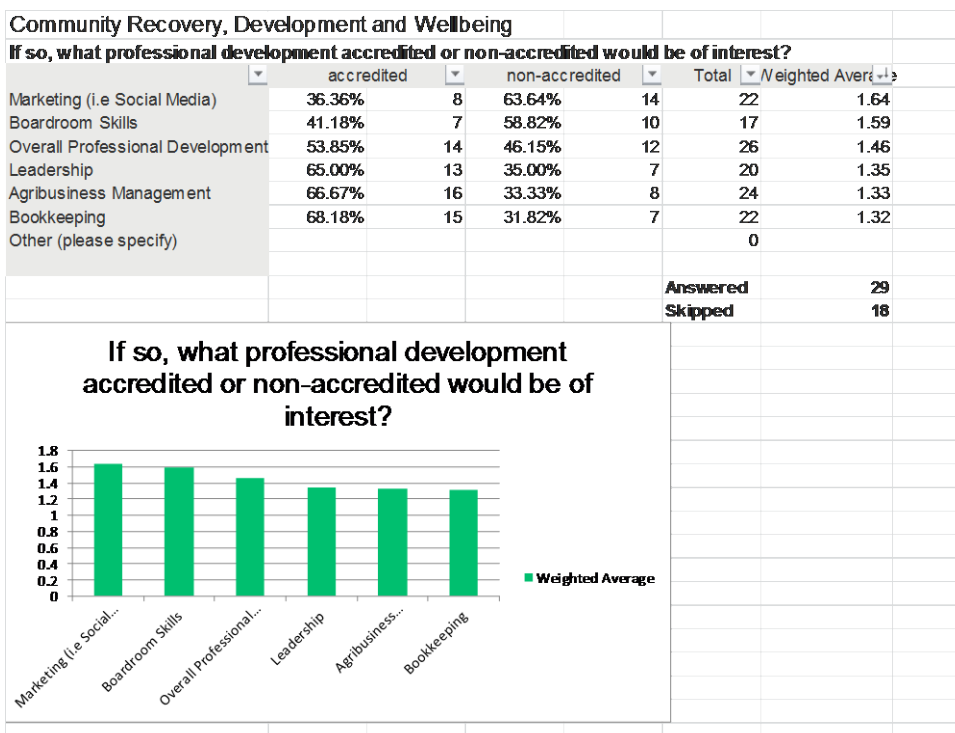 Community Recovery, Development and Wellbeing
If so, what professional development accredited or non-accredited would be of interest?
accredited non-accredited Total Weighted Average
Marketing (i.e Social Media) 36.36% 8 63.64% 14 22 1.64
Boardroom Skills 41.18% 7 58.82% 10 17 1.59
Overall Professional Development 53.85% 14 46.15% 12 26 1.46
Leadership 65.00% 13 35.00% 7 20 1.35
Agribusiness Management 66.67% 16 33.33% 8 24 1.33
Bookkeeping 68.18% 15 31.82% 7 22 1.32
Other (please specify) 0
Answered 29
Skipped 18
If so, what professional development
accredited or non-accredited would be of
interest?
1.8
1.6
1.4
1.2
1
0.8
0.6
0.4
0.2
0
Weighted Average
Marketing (i.e Social...
Boardroom Skills
Overall Professional...
Leadership
Agribusiness...
Bookkeeping